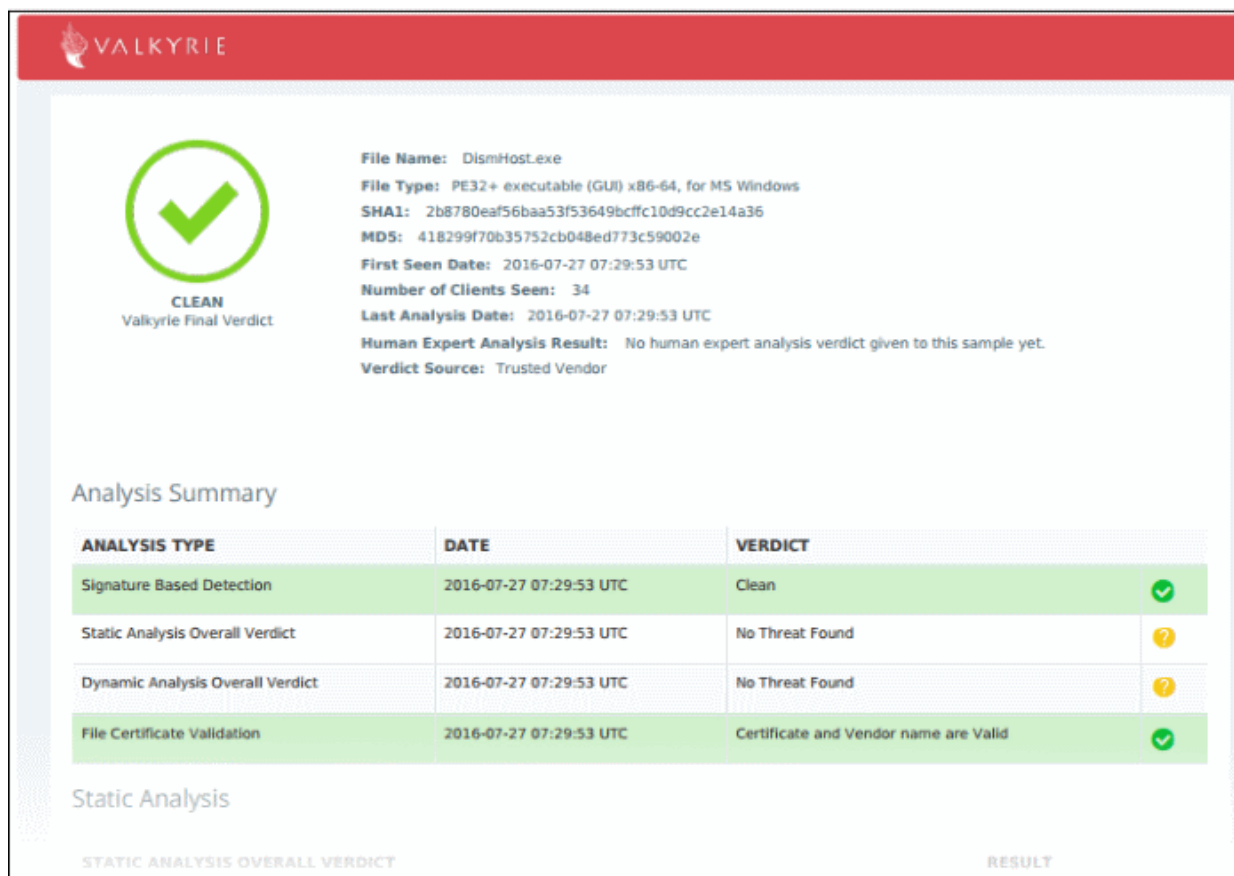 VALKYRIE
File Name: DismHost.exe
File Type: PE32+ executable (GUI) x86-64, for MS Windows
SHA1: 2b8780eaf56baa53f53649bcffc10d9cc2e14a36
MD5: 418299f70b35752cb048ed773c59002e
First Seen Date: 2016-07-27 07:29:53 UTC
Number of Clients Seen: 34
Last Analysis Date: 2016-07-27 07:29:53 UTC
Human Expert Analysis Result: No human expert analysis verdict given to this sample yet.
Verdict Source: Trusted Vendor
CLEAN
Valkyrie Final Verdict
Analysis Summary
ANALYSIS TYPE DATE VERDICT
Signature Based Detection 2016-07-27 07:29:53 UTC Clean
Static Analysis Overall Verdict 2016-07-27 07:29:53 UTC No Threat Found
Dynamic Analysis Overall Verdict 2016-07-27 07:29:53 UTC No Threat Found
File Certificate Validation 2016-07-27 07:29:53 UTC Certificate and Vendor name are Valid
Static Analysis
STATIC ANALYSIS OVERALL VERDICT RESULT